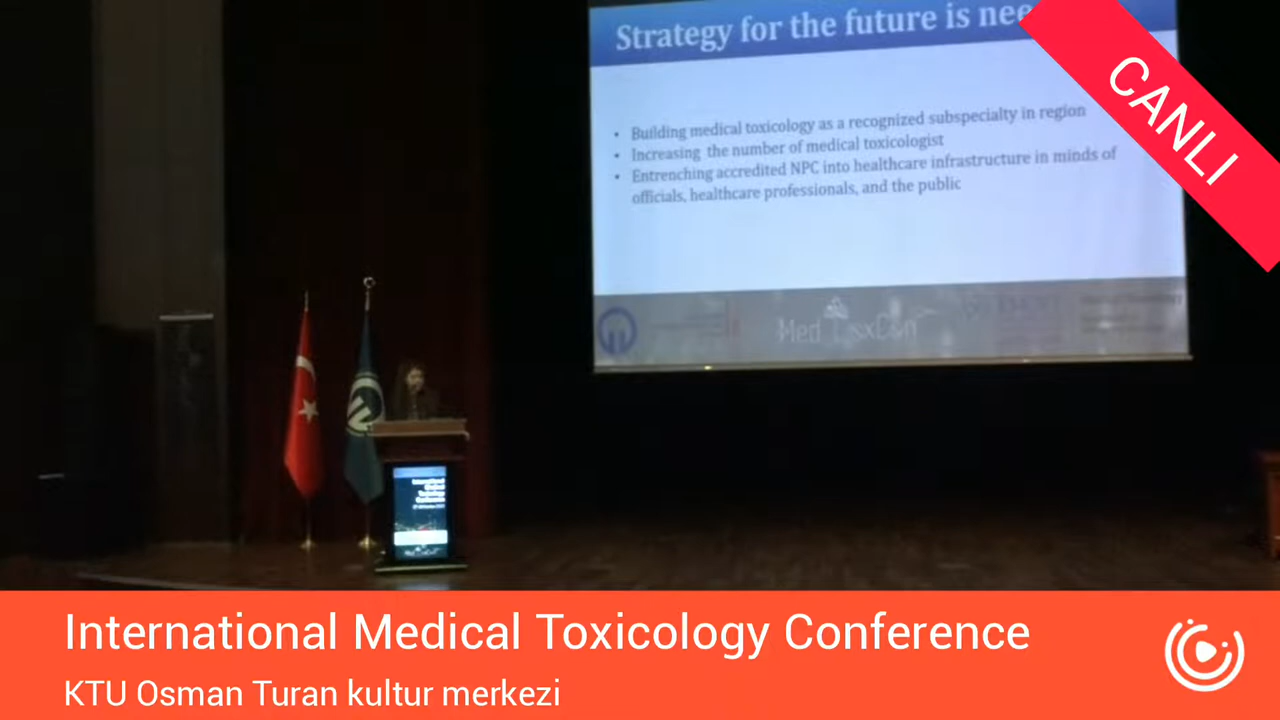 Strategy for the future is nee
CANLI
• Building medical toxicology as a recognized subspecialty in region
• Increasing the number of medical toxicologist
• Entrenching accredited NPC into healthcare infrastructure in minds of
officials, healthcare professionals, and the public
International Medical Toxicology Conference
KTU Osman Turan kultur merkezi